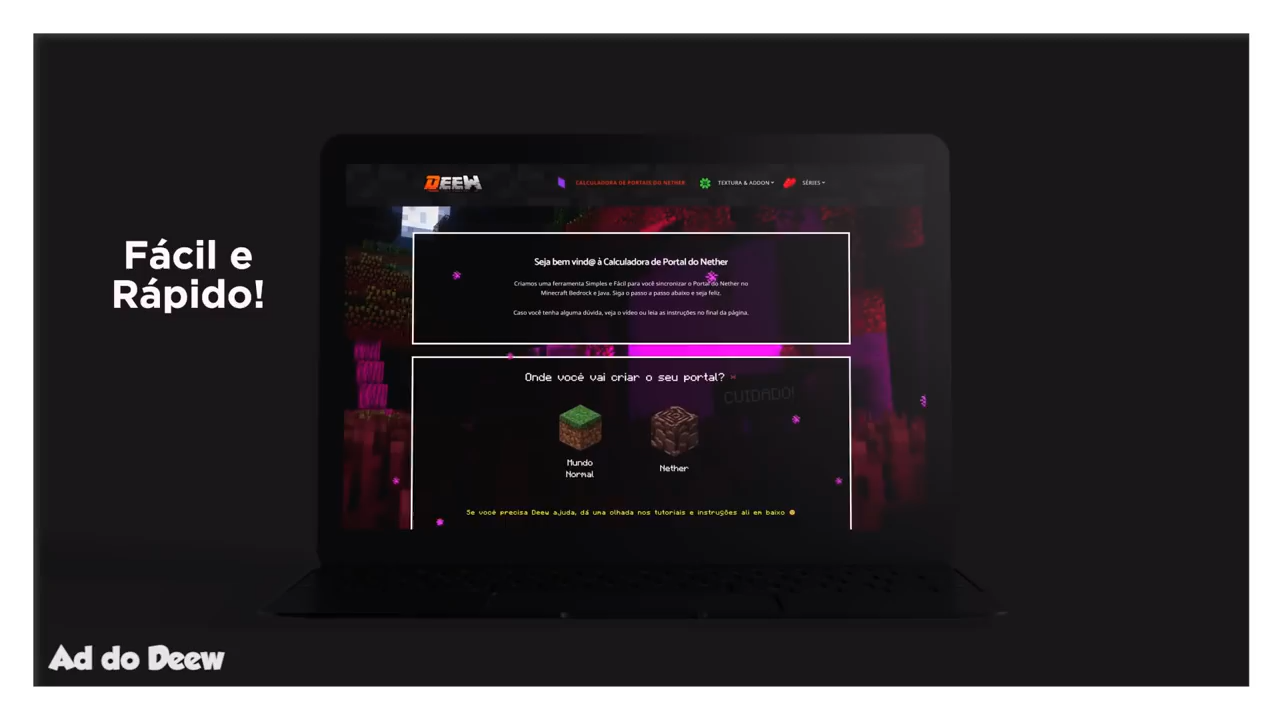 DEEW
CALCULADORA DE PORTAIS DO NETHER
TEXTURA & ADDON
SÉRIES
Fácil e
Rápido!
Seja bem vind@ à Calculadora de Portal do Nether
Criamos uma ferramenta Simples e Fácil para você sincronizar o Portal do Nether no
Minecraft Bedrock e Java. Siga o passo a passo abaixo e seja feliz.
Caso você tenha alguma dúvida, veja o vídeo ou leia as instruções no final da página.
Onde você vai criar o seu portal?
CUIDADO!
Mundo
Normal
Nether
Se você precisa Deew ajuda, dá uma olhada nos tutoriais e instruções ali em baixo
Ad do Deew